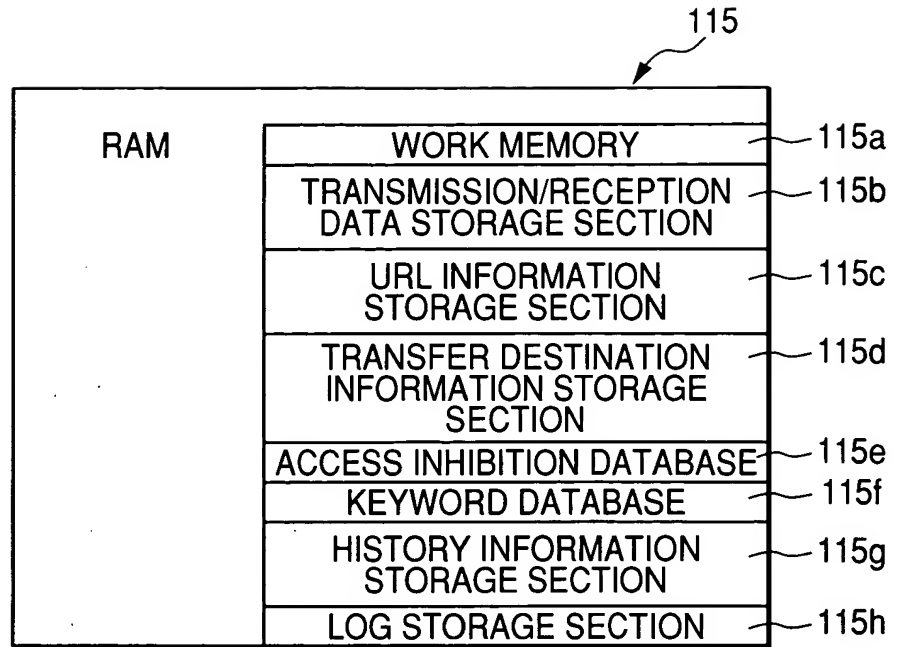 115
RAM
WORK MEMORY
115a
TRANSMISSION/RECEPTION
DATA STORAGE SECTION
115b
URL INFORMATION
STORAGE SECTION
115c
TRANSFER DESTINATION
INFORMATION STORAGE
SECTION
115d
ACCESS INHIBITION DATABASE
115e
KEYWORD DATABASE
115f
HISTORY INFORMATION
STORAGE SECTION
115g
LOG STORAGE SECTION
115h